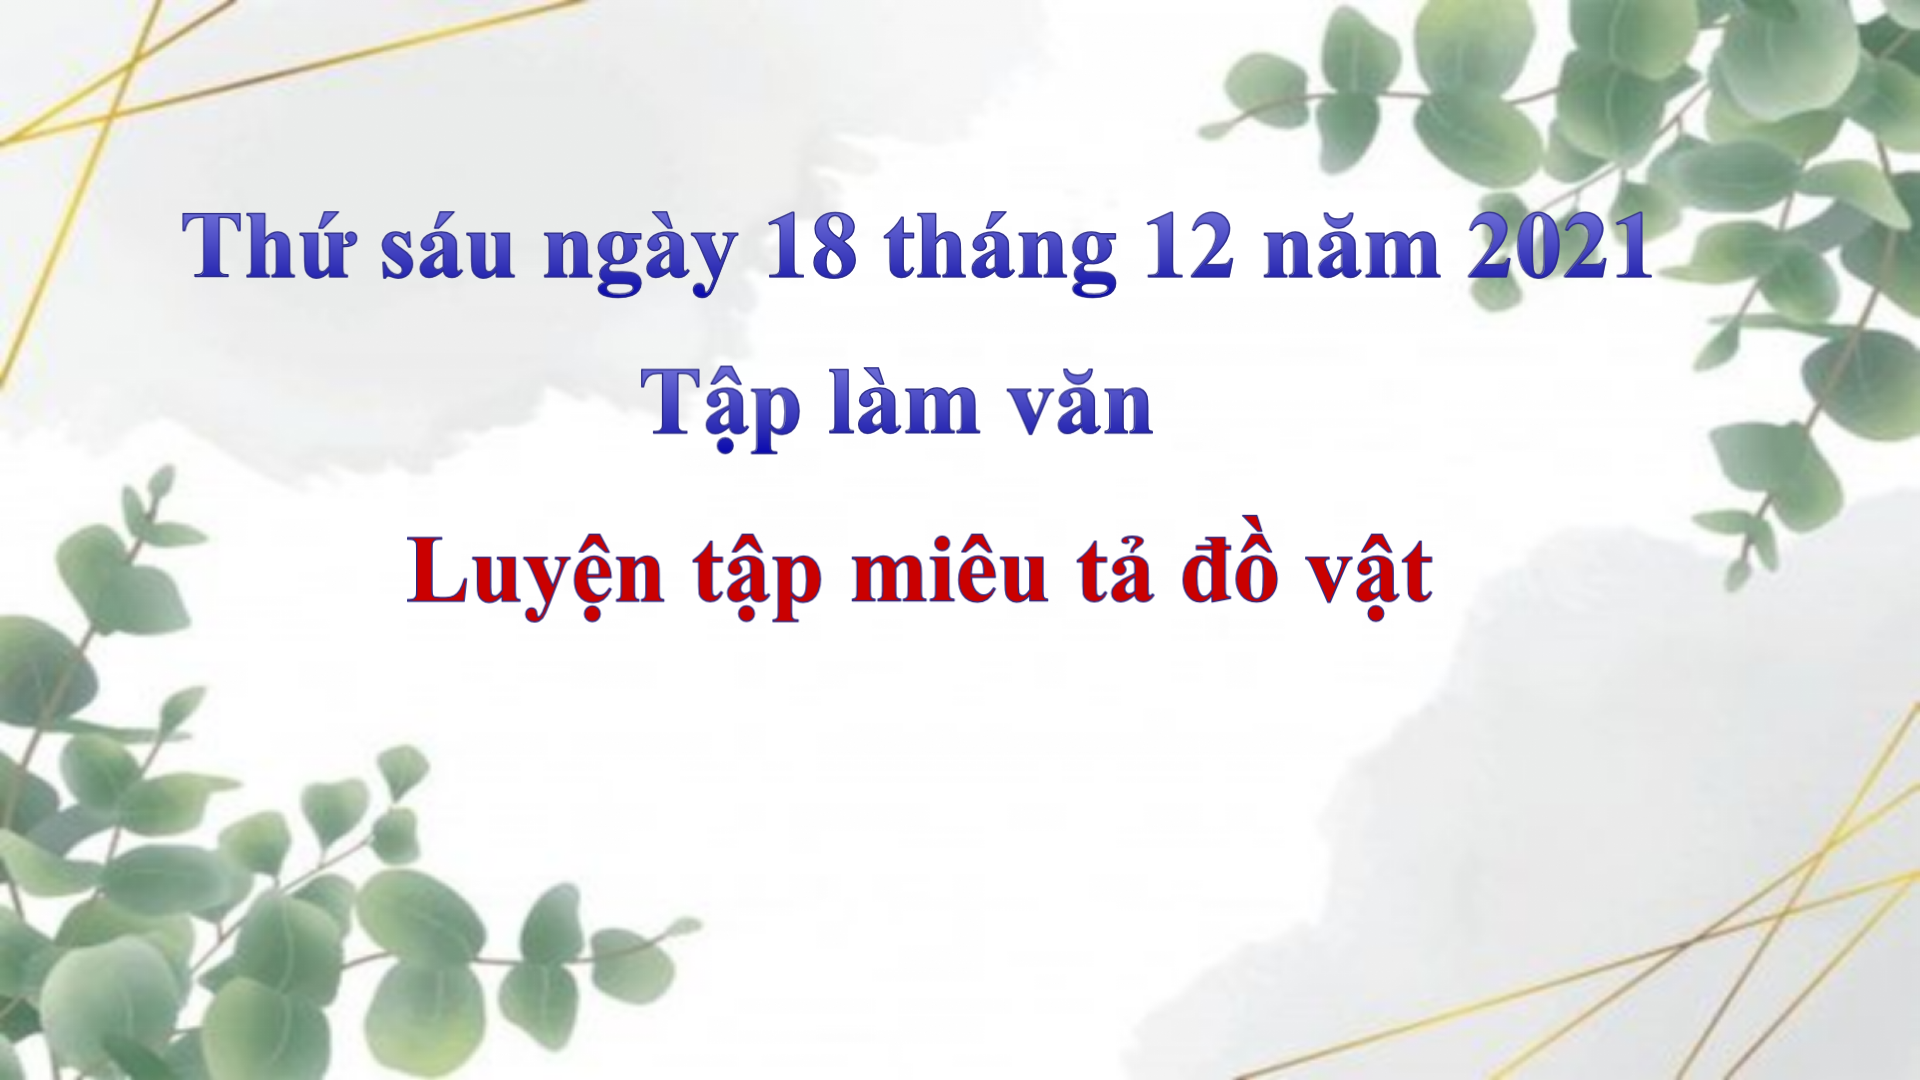 Thứ sáu ngày 18 tháng 12 năm 2021
Tập làm văn
Luyện tập miêu tả đồ vật